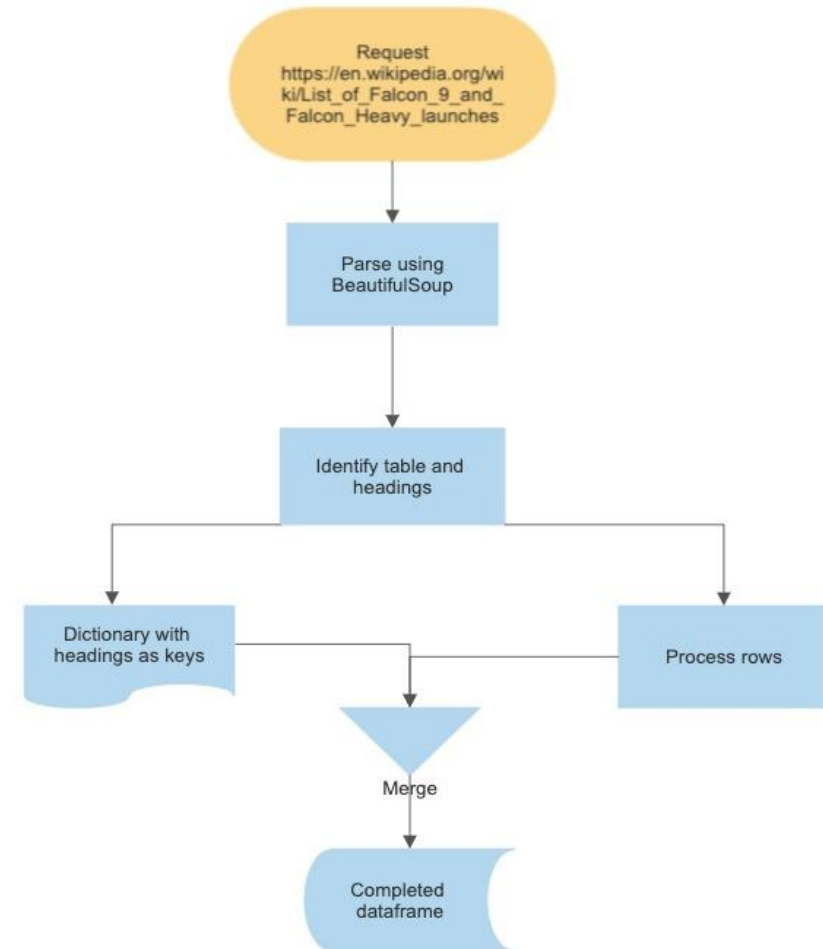 Request
https://en.wikipedia.org/wi
ki/List_of_Falcon_9_and_
Falcon_Heavy_launches
Parse using
BeautifulSoup
Identify table and
headings
Dictionary with
headings as keys
Process rows
Merge
Completed
dataframe